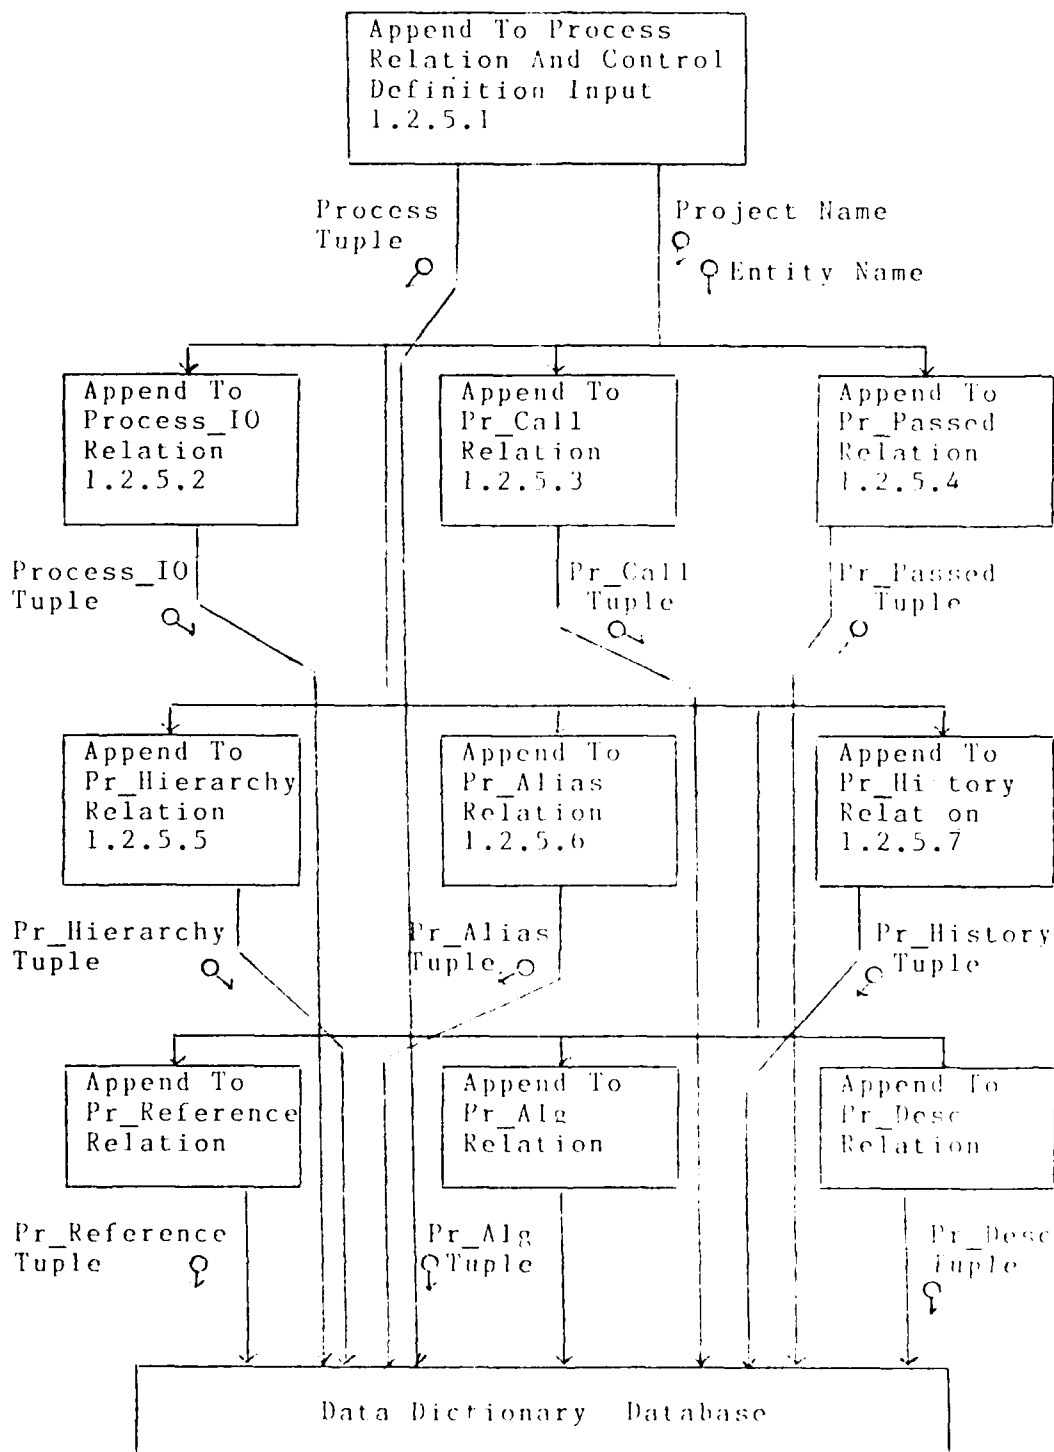 Append To Process
Relation And Control
Definition Input
1.2.5.1
Process
Tuple
Project Name
Entity Name
Append To
Process_IO
Relation
1.2.5.2
Append To
Pr_Call
Relation
1.2.5.3
Append To
Pr_Passed
Relation
1.2.5.4
Process_IO
Tuple
Pr_Call
Tuple
Pr_Passed
Tuple
Append To
Pr_Hierarchy
Relation
1.2.5.5
Append To
Pr_Alias
Relation
1.2.5.6
Append To
Pr_Hi tory
Relat on
1.2.5.7
Pr_Hierarchy
Tuple
Pr_Alias
Tuple
Pr_History
Tuple
Append To
Pr_Reference
Relation
Append To
Pr_Alg
Relation
Append To
Pr_Desc
Relation
Pr_Reference
Tuple
Pr_Alg
Tuple
Pr_Desc
Tuple
Data Dictionary Database